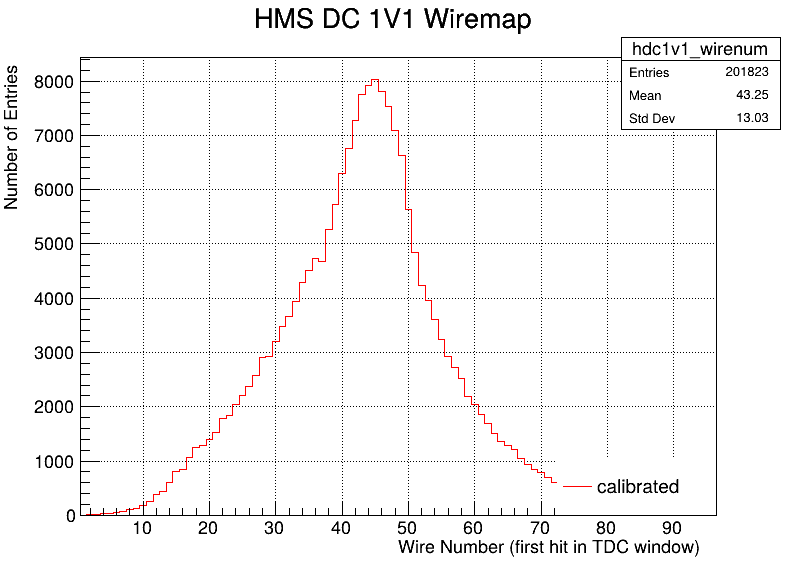 HMS DC 1V1 Wiremap
hdc1v1_wirenum
Entries 201823
Mean 43.25
Std Dev 13.03
Number of Entries
8000
7000
6000
5000
4000
3000
2000
1000
0
calibrated
10 20 30 40 50 60 70 80 90
Wire Number (first hit in TDC window)